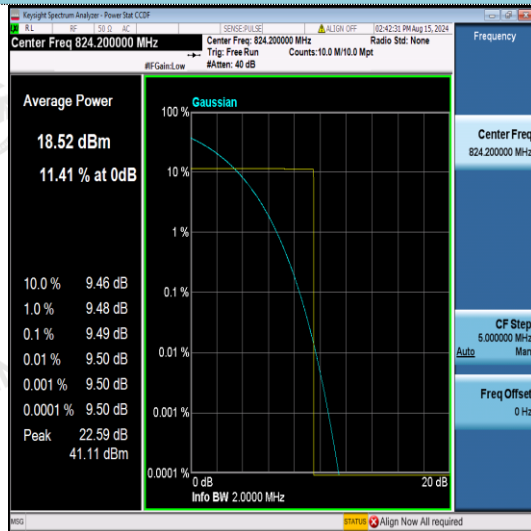 Keysight Spectrum Analyzer - Power Stat CCDF
RL RF 50 Ω AC SENSE:PULSE ALIGN OFF 02:42:31 PM Aug 15, 2024
Center Freq 824.200000 MHz Center Freq: 824.200000 MHz Radio Std: None
Trig: Free Run Counts:10.0 M/10.0 Mpt
#IFGain:Low #Atten: 40 dB
Frequency
Average Power
18.52 dBm
11.41 % at 0dB
10.0 % 9.46 dB
1.0 % 9.48 dB
0.1 % 9.49 dB
0.01 % 9.50 dB
0.001 % 9.50 dB
0.0001 % 9.50 dB
Peak 22.59 dB
41.11 dBm
Gaussian
100 %
10 %
1 %
0.1 %
0.01 %
0.001 %
0.0001 %
0 dB 20 dB
Info BW 2.0000 MHz
Center Freq
824.200000 MHz
CF Step
5.000000 MHz
Auto Man
Freq Offset
0 Hz
MSG STATUS Align Now All required